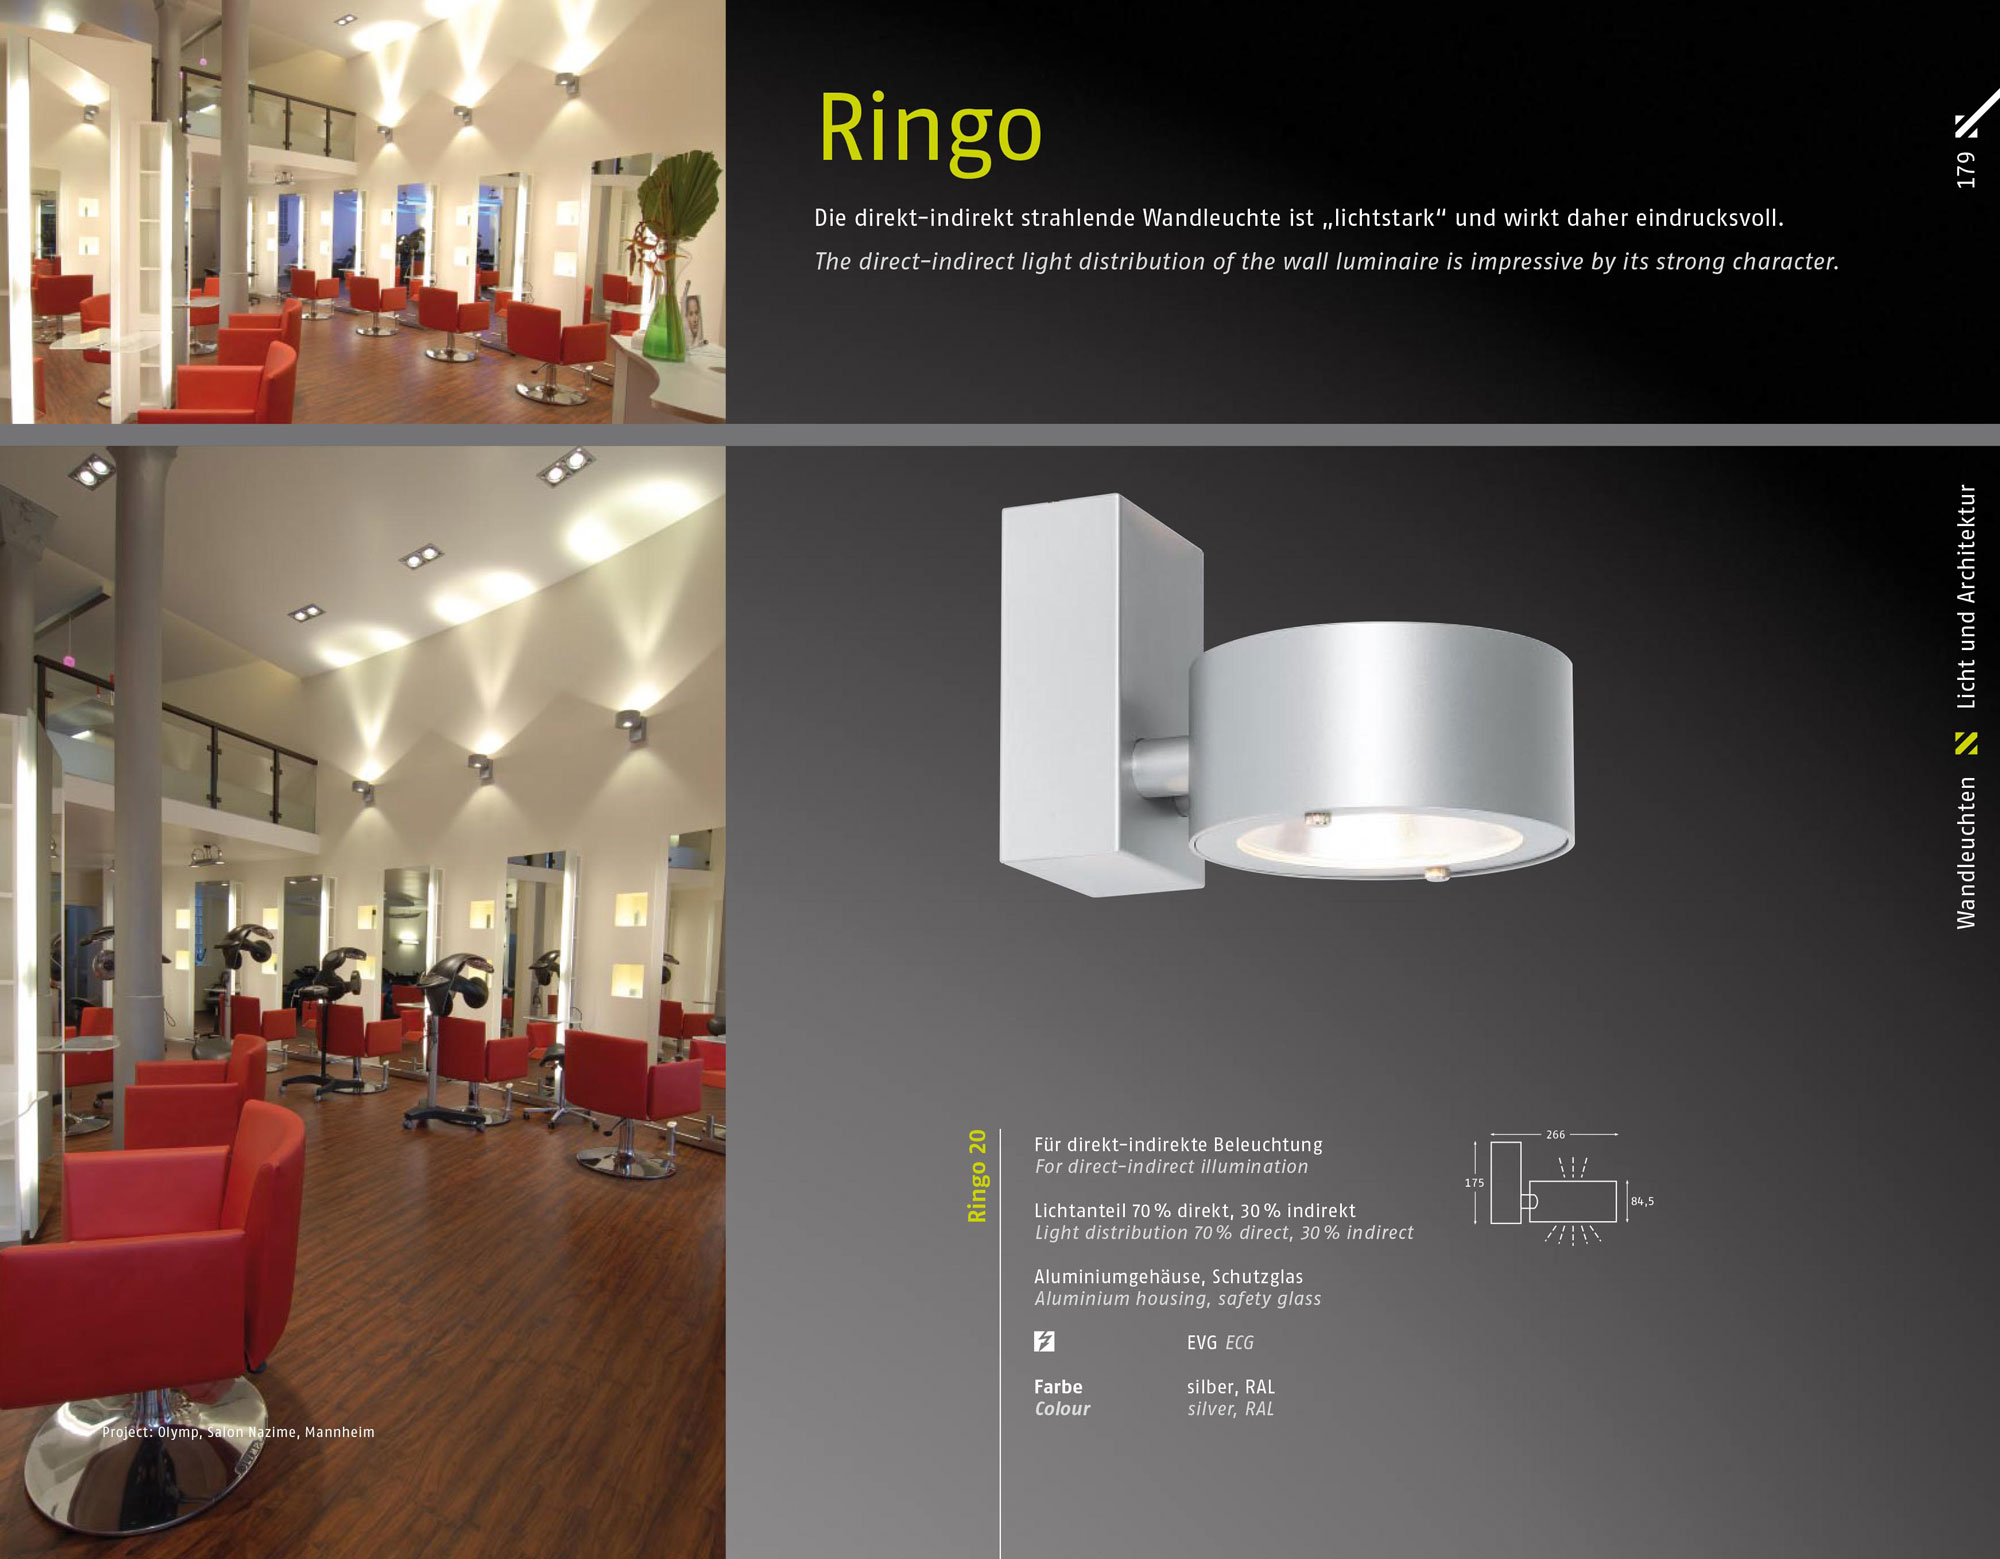 Ringo
Die direkt-indirekt strahlende Wandleuchte ist „lichtstark“ und wirkt daher eindrucksvoll.
The direct-indirect light distribution of the wall luminaire is impressive by its strong character.
179
Licht und Architektur
Wandleuchten
Ringo 20
Für direkt-indirekte Beleuchtung
For direct-indirect illumination
Lichtanteil 70 % direkt, 30 % indirekt
Light distribution 70 % direct, 30 % indirect
Aluminiumgehäuse, Schutzglas
Aluminium housing, safety glass
EVG ECG
Farbe silber, RAL
Colour silver, RAL
266
175
84,5
Project: Olymp, Salon Nazime, Mannheim